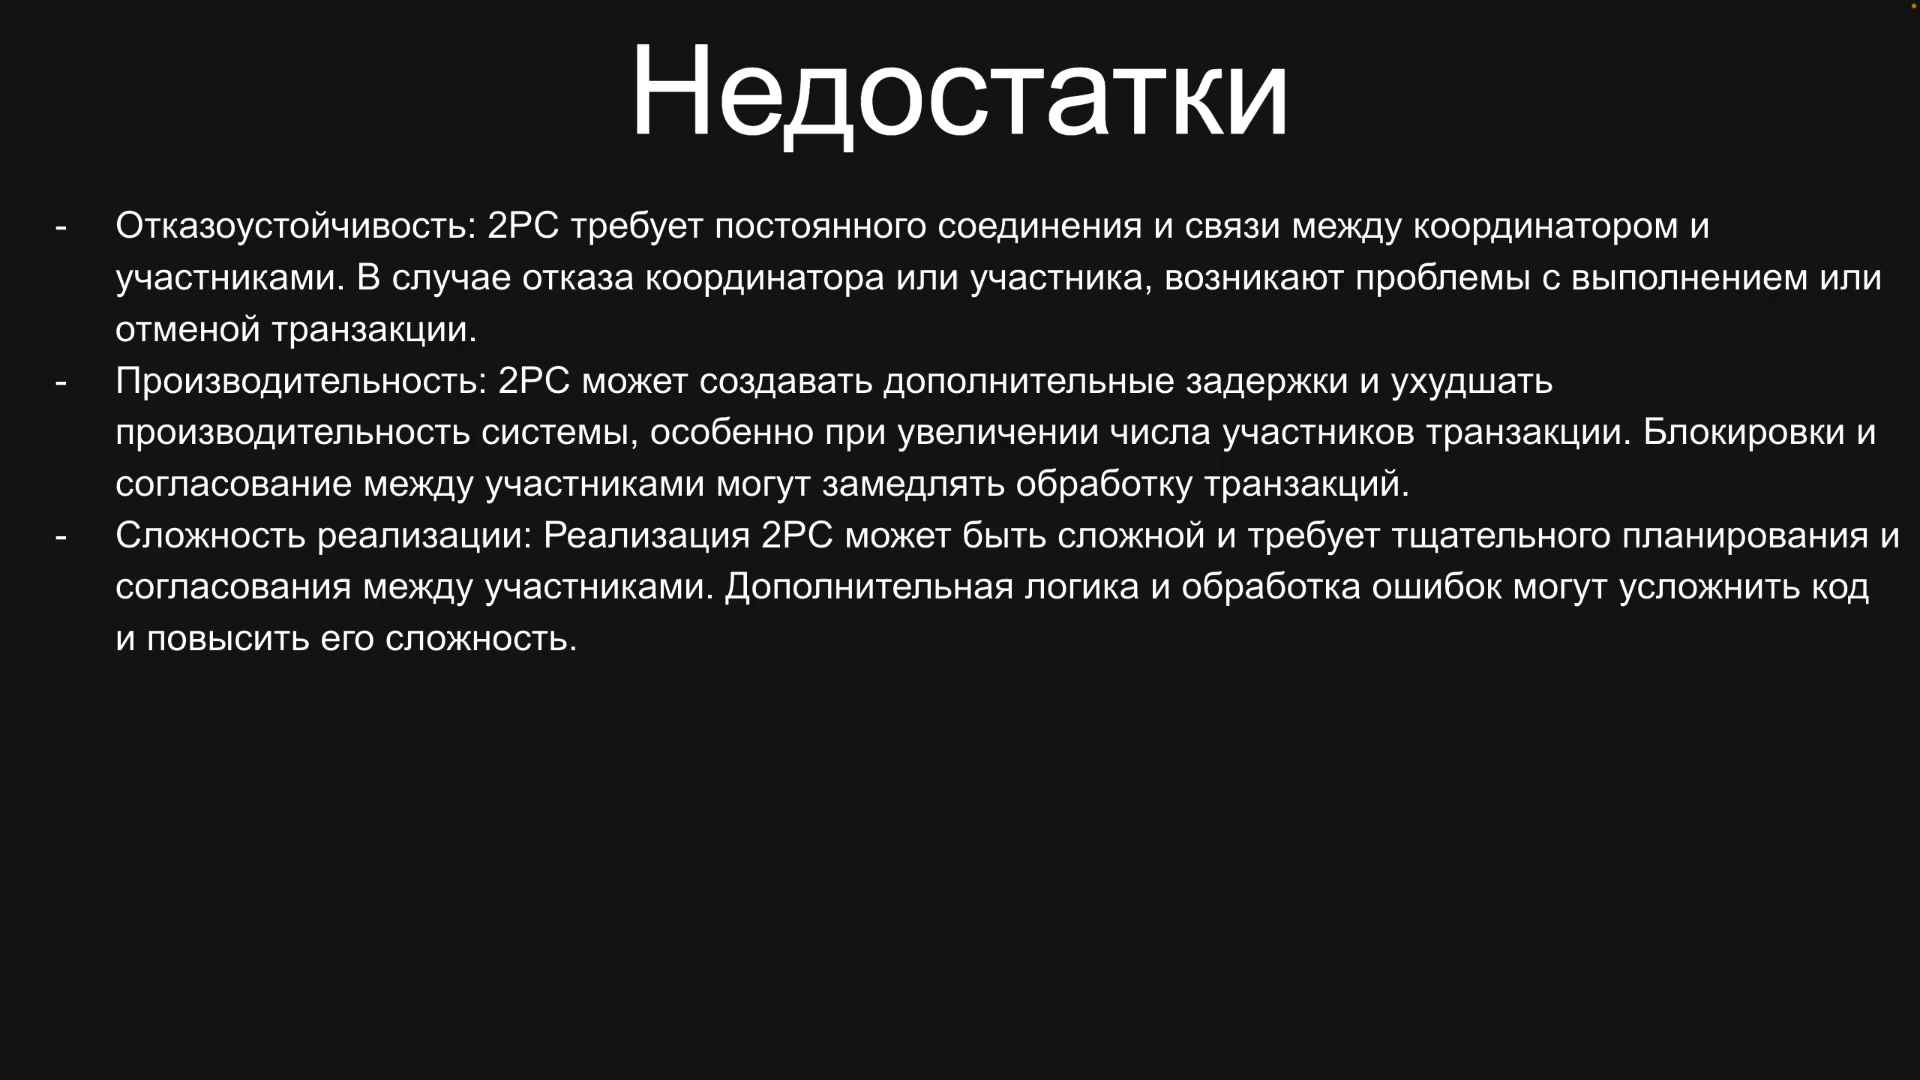 Недостатки
- Отказоустойчивость: 2PC требует постоянного соединения и связи между координатором и
участниками. В случае отказа координатора или участника, возникают проблемы с выполнением или
отменой транзакции.
- Производительность: 2PC может создавать дополнительные задержки и ухудшать
производительность системы, особенно при увеличении числа участников транзакции. Блокировки и
согласование между участниками могут замедлять обработку транзакций.
- Сложность реализации: Реализация 2PC может быть сложной и требует тщательного планирования и
согласования между участниками. Дополнительная логика и обработка ошибок могут усложнить код
и повысить его сложность.